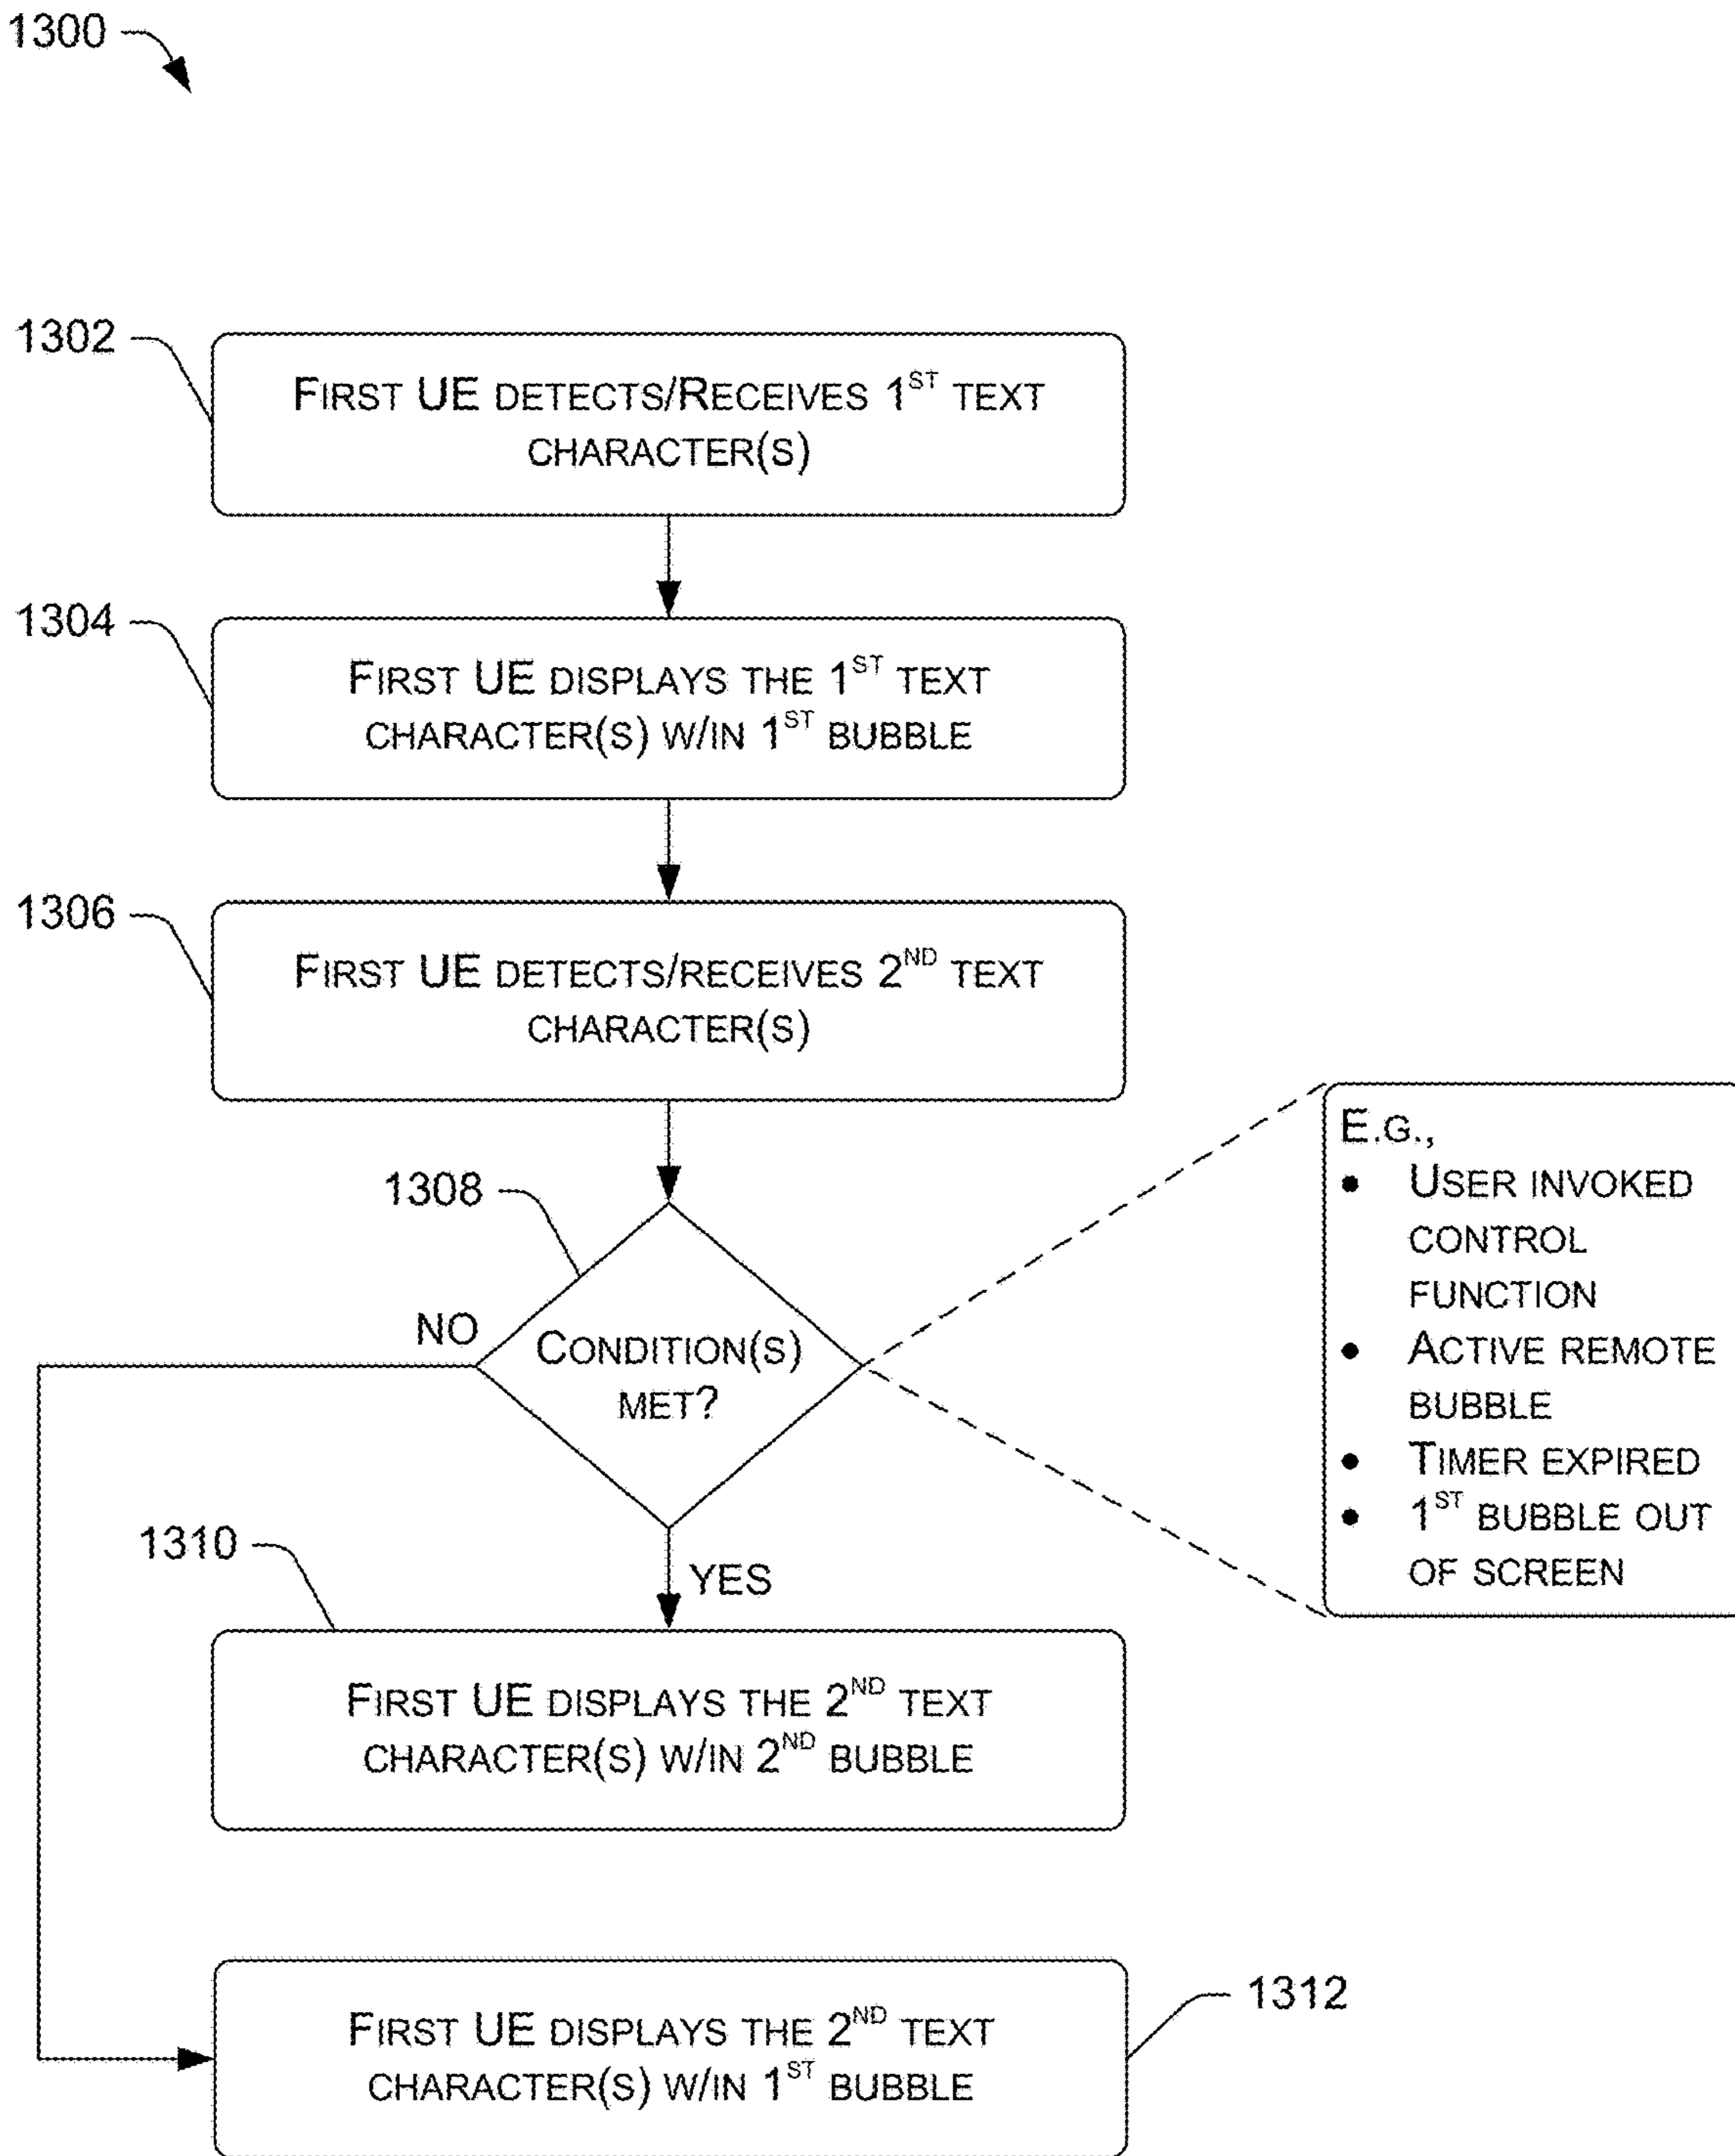 1300
1302
FIRST UE DETECTS/RECEIVES 1ST TEXT
CHARACTER(S)
1304
FIRST UE DISPLAYS THE 1ST TEXT
CHARACTER(S) W/IN 1ST BUBBLE
1306
FIRST UE DETECTS/RECEIVES 2ND TEXT
CHARACTER(S)
1308
NO
CONDITION(S)
MET?
E.G.,
• USER INVOKED
CONTROL
FUNCTION
• ACTIVE REMOTE
BUBBLE
• TIMER EXPIRED
• 1ST BUBBLE OUT
OF SCREEN
YES
1310
FIRST UE DISPLAYS THE 2ND TEXT
CHARACTER(S) W/IN 2ND BUBBLE
1312
FIRST UE DISPLAYS THE 2ND TEXT
CHARACTER(S) W/IN 1ST BUBBLE